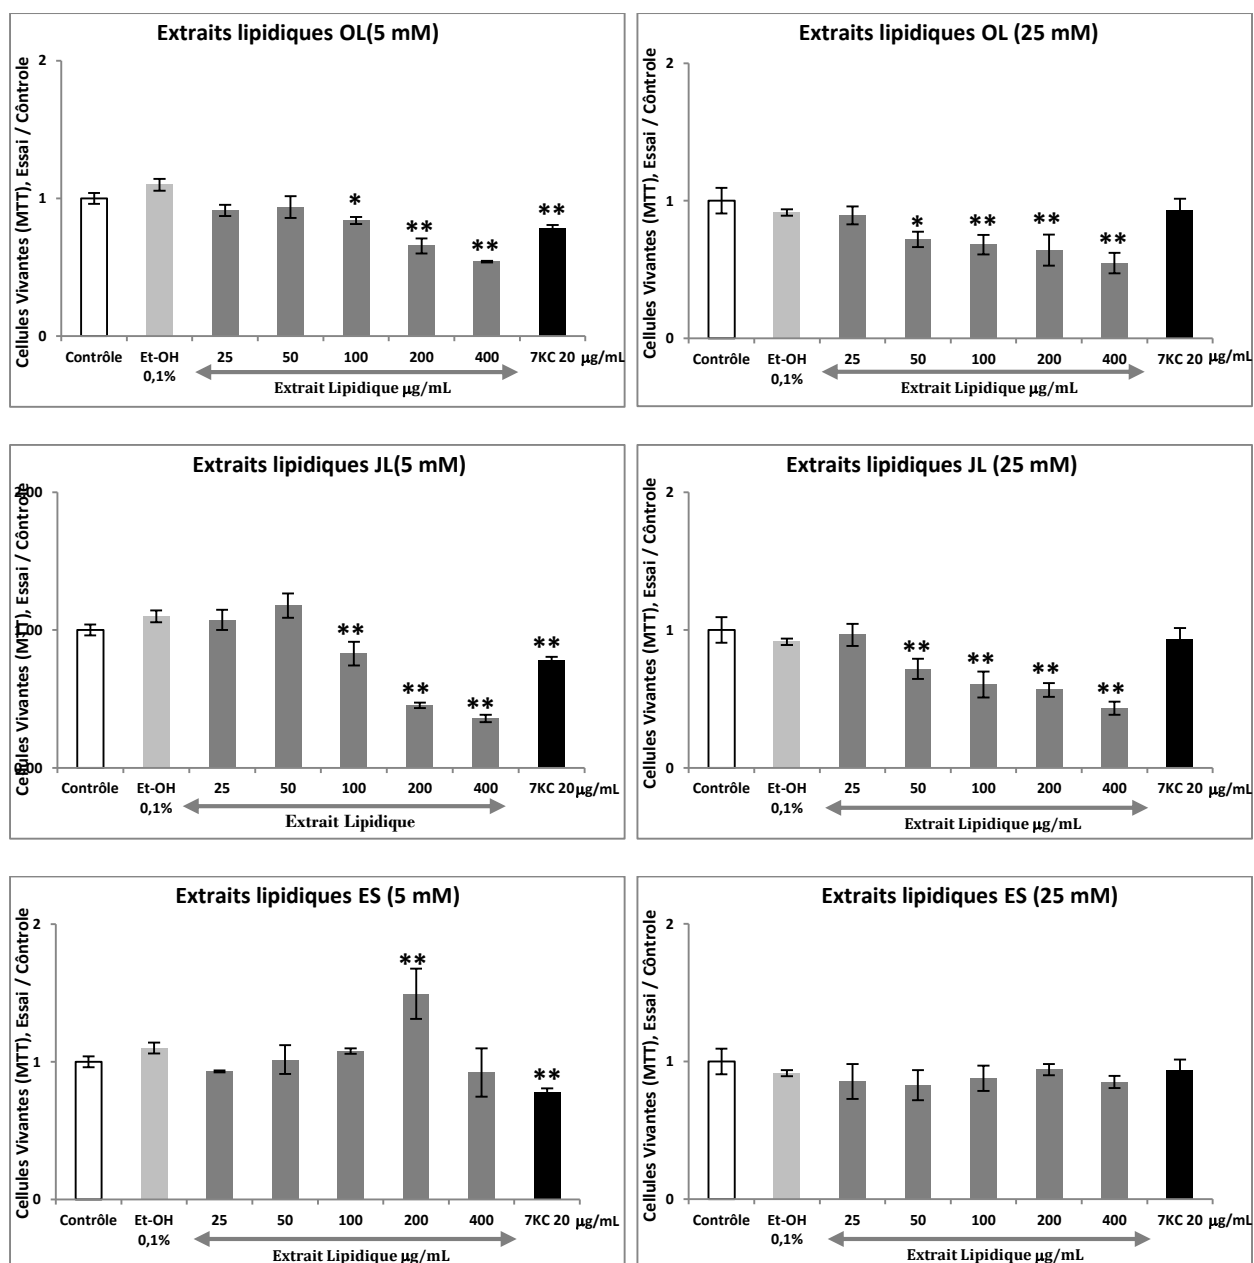 Extraits lipidiques OL(5 mM)
Cellules Vivantes (MTT), Essai / Côntrole
2
1
0
* ** ** **
Contrôle Et-OH 0,1% 25 50 100 200 400 7KC 20 µg/mL
Extrait Lipidique µg/mL
Extraits lipidiques OL (25 mM)
Cellules Vivantes (MTT), Essai / Côntrole
2
1
0
* ** ** **
Contrôle Et-OH 0,1% 25 50 100 200 400 7KC 20 µg/mL
Extrait Lipidique µg/mL
Extraits lipidiques JL(5 mM)
Cellules Vivantes (MTT), Essai / Côntrole
2,00
1,00
0,00
** ** ** **
Contrôle Et-OH 0,1% 25 50 100 200 400 7KC 20 µg/mL
Extrait Lipidique
Extraits lipidiques JL (25 mM)
Cellules Vivantes (MTT), Essai / Côntrole
2
1
0
** ** ** **
Contrôle Et-OH 0,1% 25 50 100 200 400 7KC 20 µg/mL
Extrait Lipidique µg/mL
Extraits lipidiques ES (5 mM)
Cellules Vivantes (MTT), Essai / Côntrole
2
1
0
** **
Contrôle Et-OH 0,1% 25 50 100 200 400 7KC 20 µg/mL
Extrait Lipidique µg/mL
Extraits lipidiques ES (25 mM)
Cellules Vivantes (MTT), Essai / Côntrole
2
1
0
Contrôle Et-OH 0,1% 25 50 100 200 400 7KC 20 µg/mL
Extrait Lipidique µg/mL